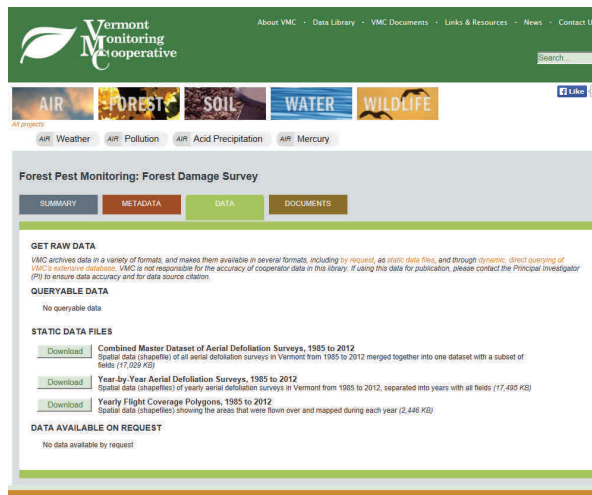 Vermont
Monitoring
Cooperative
About VMC · Data Library · VMC Documents · Links & Resources · News · Contact U
Search...
AIR FOREST SOIL WATER WILDLIFE
Like
All projects
AIR Weather AIR Pollution AIR Acid Precipitation AIR Mercury
Forest Pest Monitoring: Forest Damage Survey
SUMMARY METADATA DATA DOCUMENTS
GET RAW DATA
VMC archives data in a variety of formats, and makes them available in several formats, including by request, as static data files, and through dynamic, direct querying of
VMC's extensive database. VMC is not responsible for the accuracy of cooperator data in this library. If using this data for publication, please contact the Principal Investigator
(PI) to ensure data accuracy and for data source citation.
QUERYABLE DATA
No queryable data
STATIC DATA FILES
Download Combined Master Dataset of Aerial Defoliation Surveys, 1985 to 2012
Spatial data (shapefile) of all aerial defoliation surveys in Vermont from 1985 to 2012 merged together into one dataset with a subset of
fields (17,029 KB)
Download Year-by-Year Aerial Defoliation Surveys, 1985 to 2012
Spatial data (shapefiles) of yearly aerial defoliation surveys in Vermont from 1985 to 2012, separated into years with all fields (17,495 KB)
Download Yearly Flight Coverage Polygons, 1985 to 2012
Spatial data (shapefiles) showing the areas that were flown over and mapped during each year (2,446 KB)
DATA AVAILABLE ON REQUEST
No data available by request